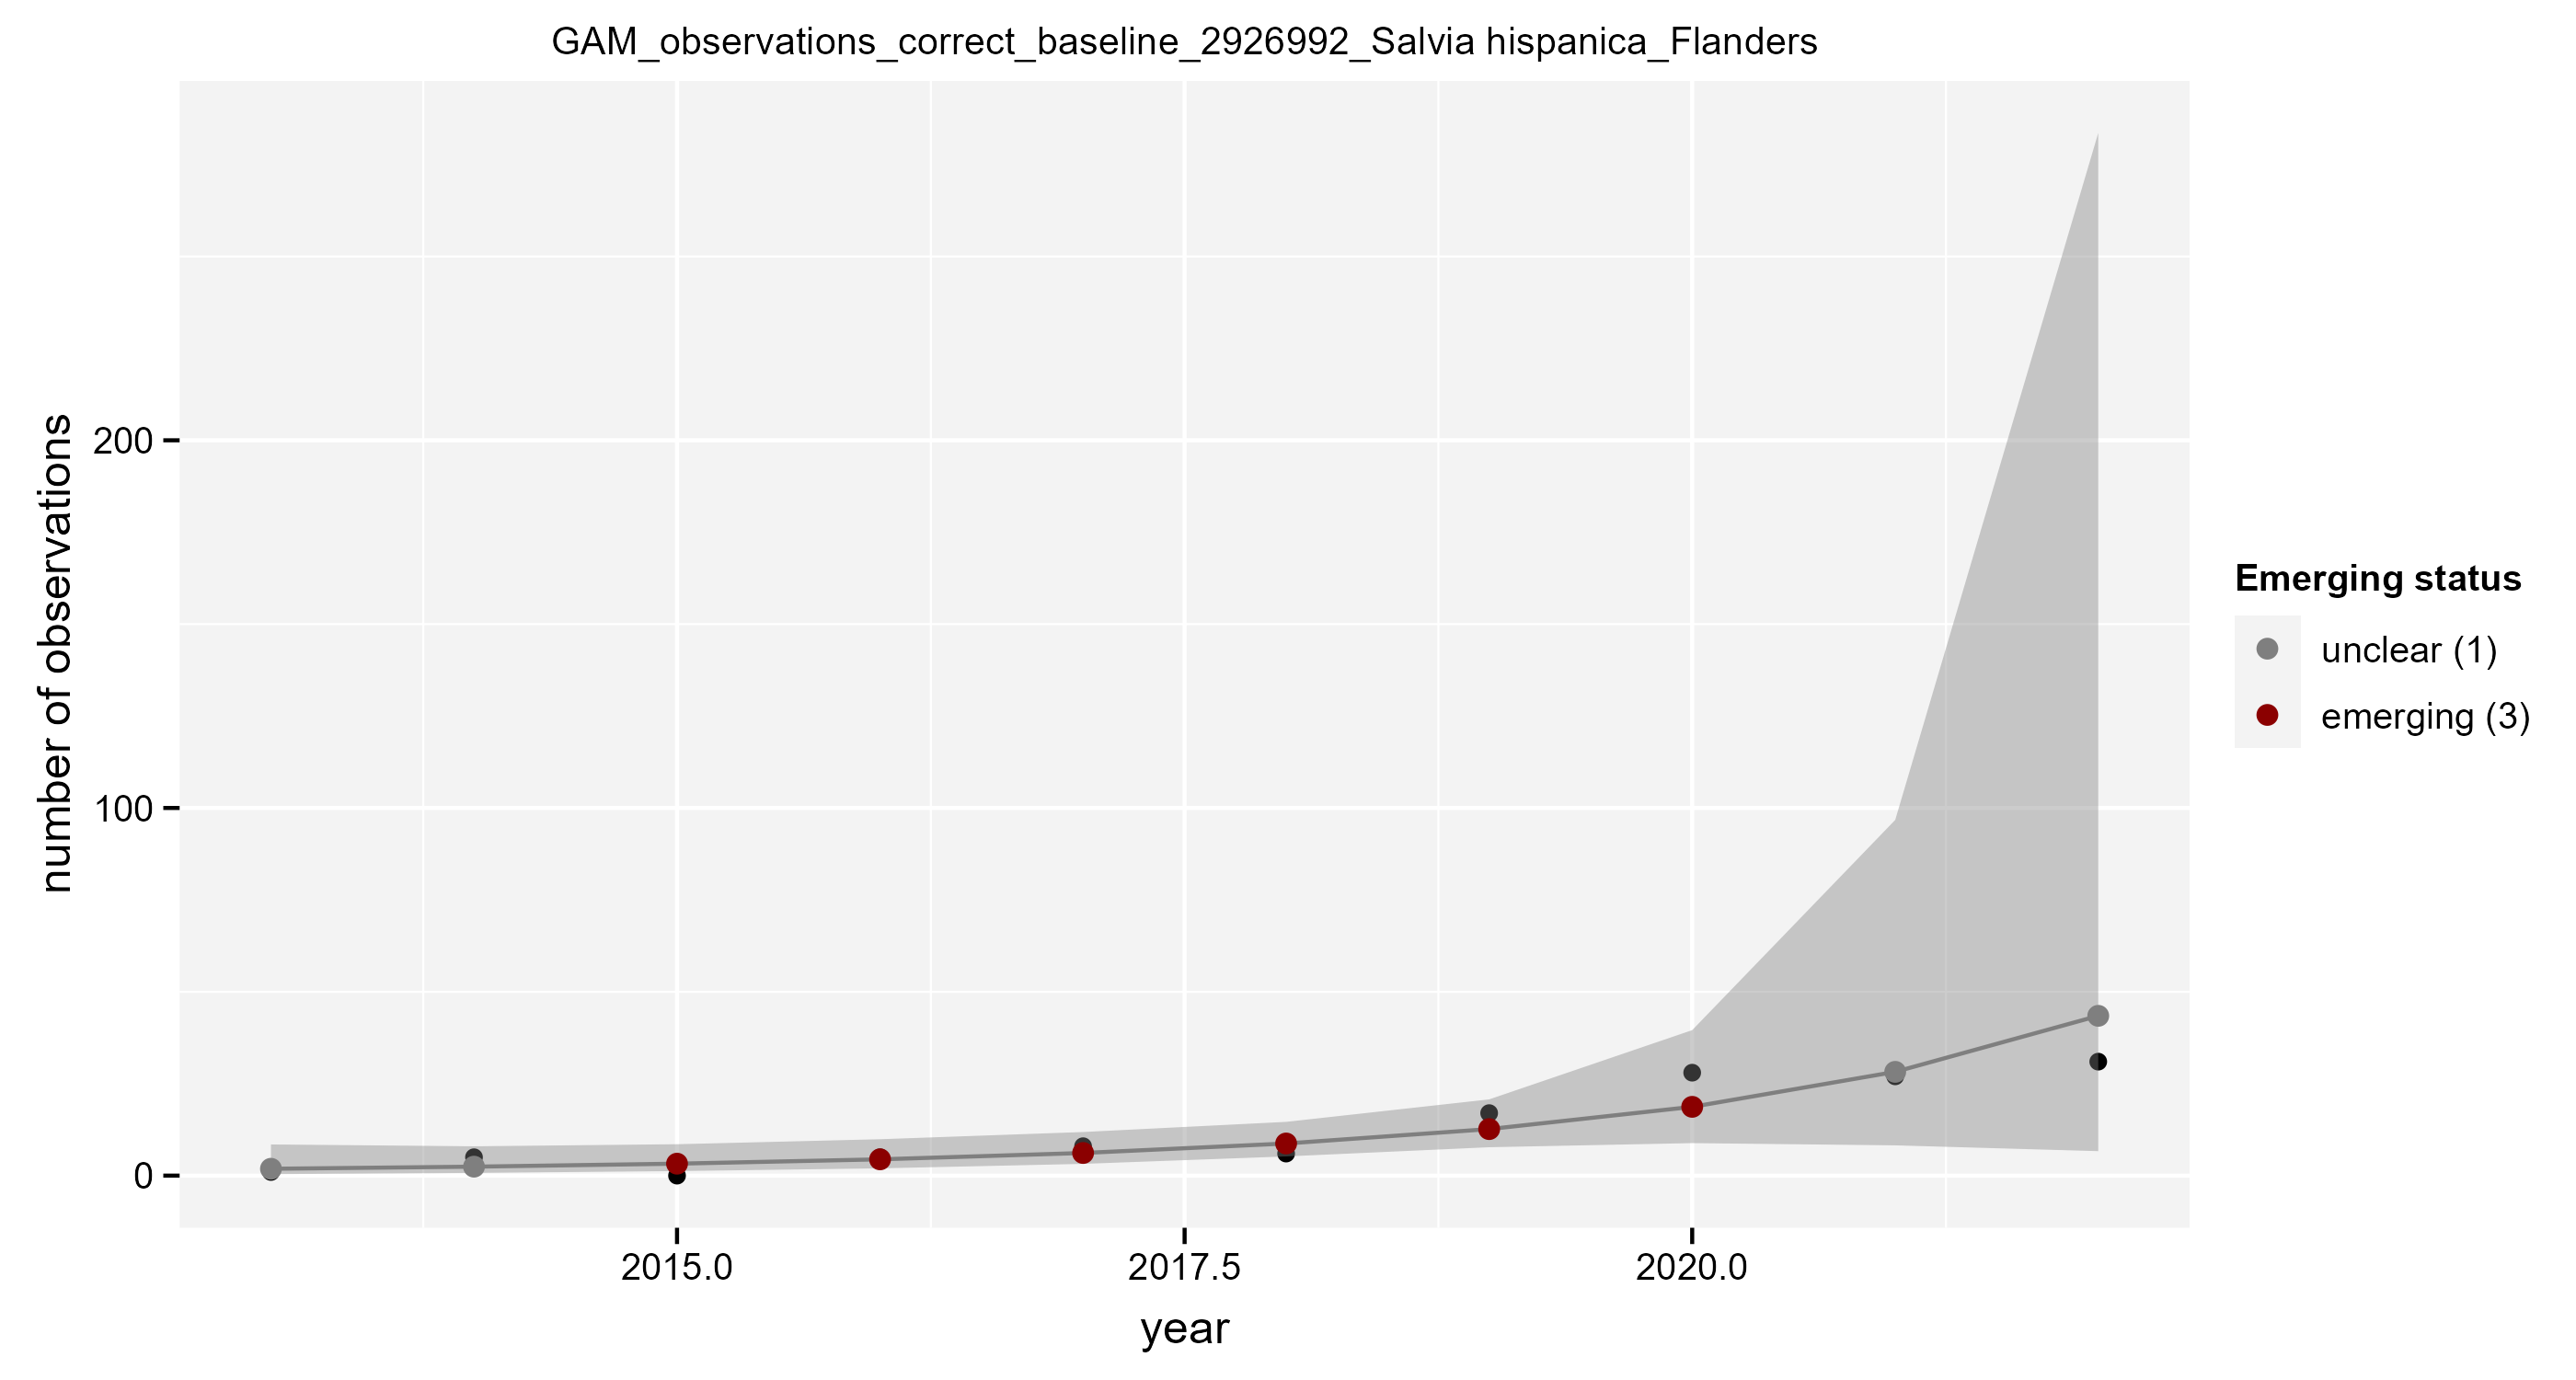 GAM_observations_correct_baseline_2926992_Salvia hispanica_Flanders
number of observations
200
100
0
2015.0
2017.5
2020.0
year
Emerging status
unclear (1)
emerging (3)